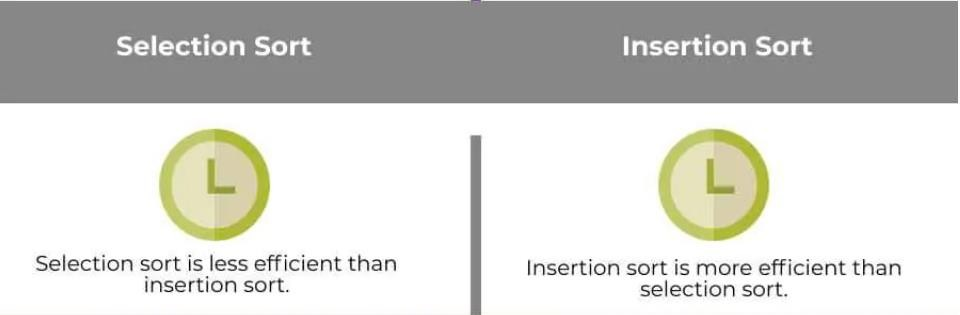 Selection Sort
Insertion Sort
Selection sort is less efficient than
insertion sort.
Insertion sort is more efficient than
selection sort.